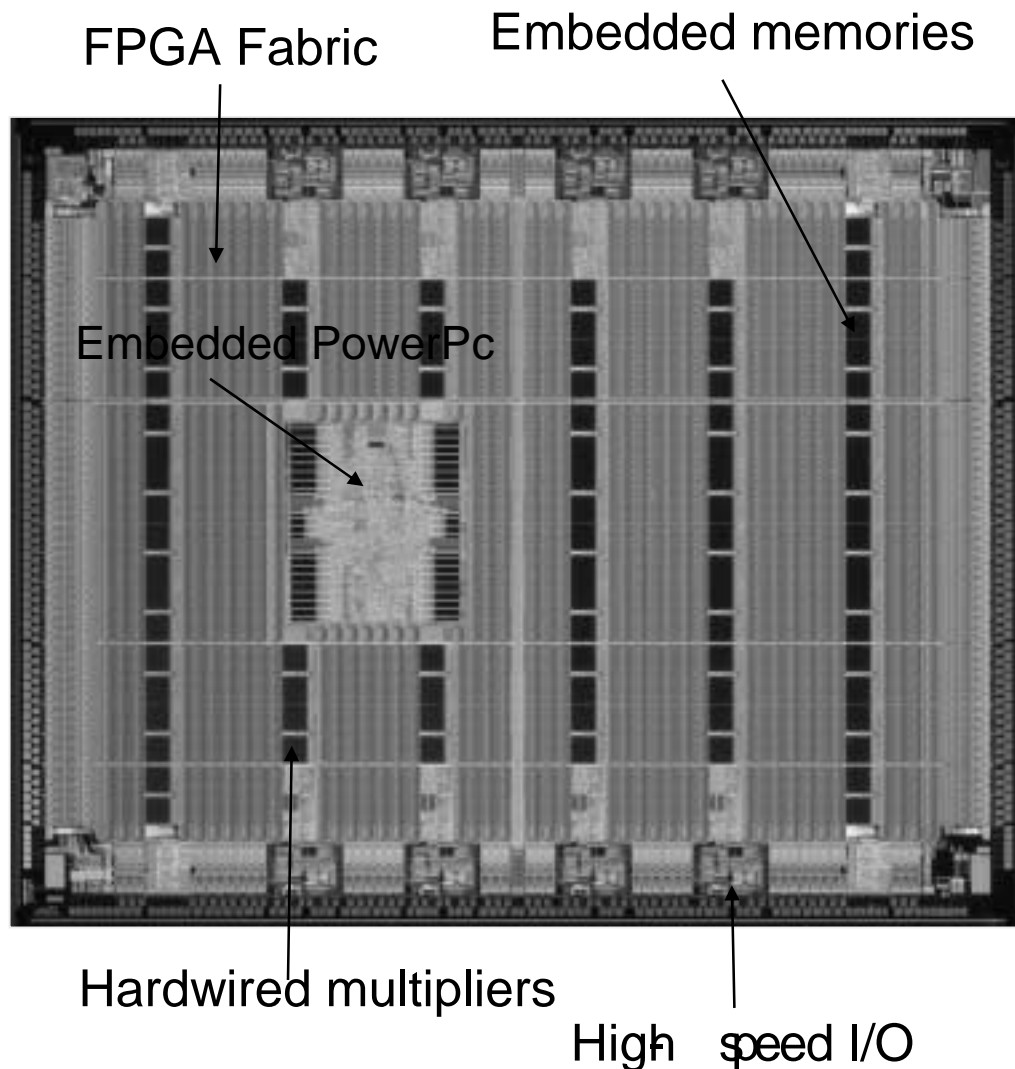 FPGA Fabric
Embedded memories
Embedded PowerPc
Hardwired multipliers
High- speed I/O